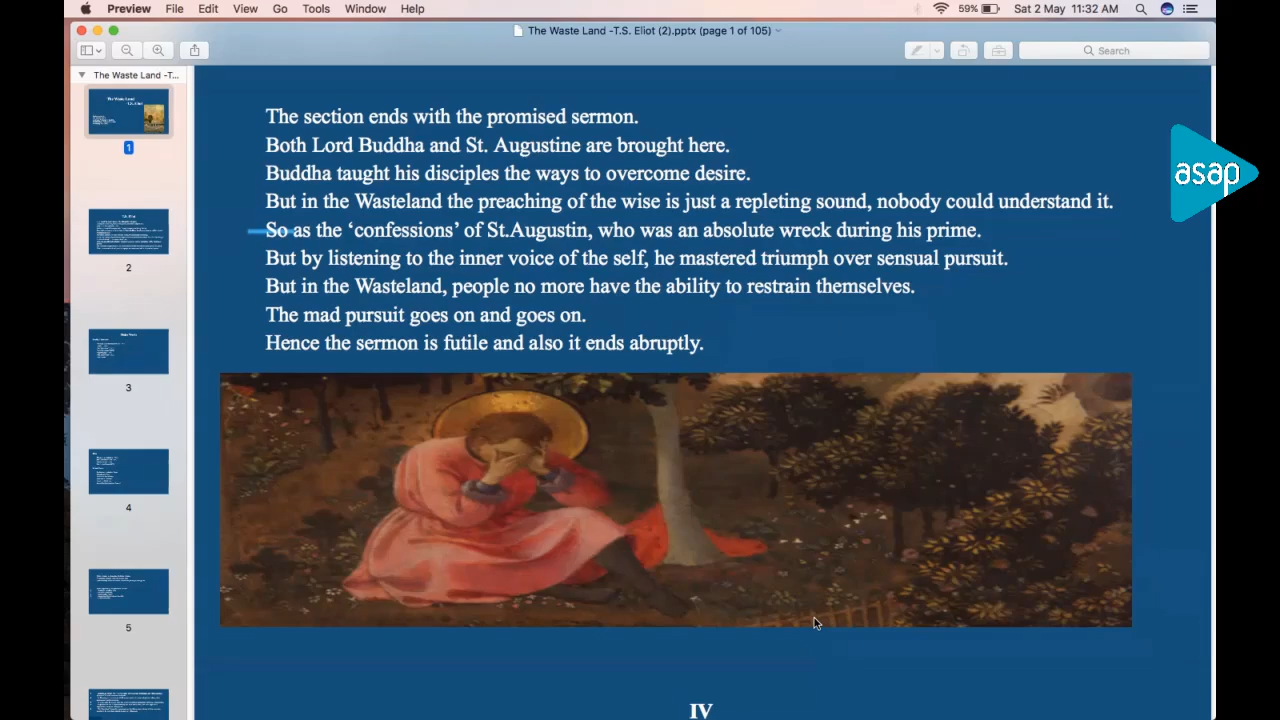 Preview File Edit View Go Tools Window Help 59% Sat 2 May 11:32 AM
The Waste Land -T.S. Eliot (2).pptx (page 1 of 105)
Search
The Waste Land -T...
1
2
3
4
5
The section ends with the promised sermon.
Both Lord Buddha and St. Augustine are brought here.
Buddha taught his disciples the ways to overcome desire.
But in the Wasteland the preaching of the wise is just a repleting sound, nobody could understand it.
So as the ‘confessions’ of St.Augustin, who was an absolute wreck during his prime.
But by listening to the inner voice of the self, he mastered triumph over sensual pursuit.
But in the Wasteland, people no more have the ability to restrain themselves.
The mad pursuit goes on and goes on.
Hence the sermon is futile and also it ends abruptly.
IV
asap